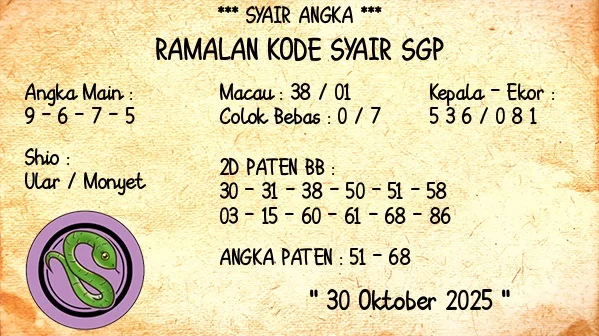 *** SYAIR ANGKA ***
RAMALAN KODE SYAIR SGP
Angka Main :
9 - 6 - 7 - 5
Macau : 38 / 01
Colok Bebas : 0 / 7
Kepala - Ekor :
5 3 6 / 0 8 1
Shio :
Ular / Monyet
2D PATEN BB :
30 - 31 - 38 - 50 - 51 - 58
03 - 15 - 60 - 61 - 68 - 86
ANGKA PATEN : 51 - 68
" 30 Oktober 2025 "